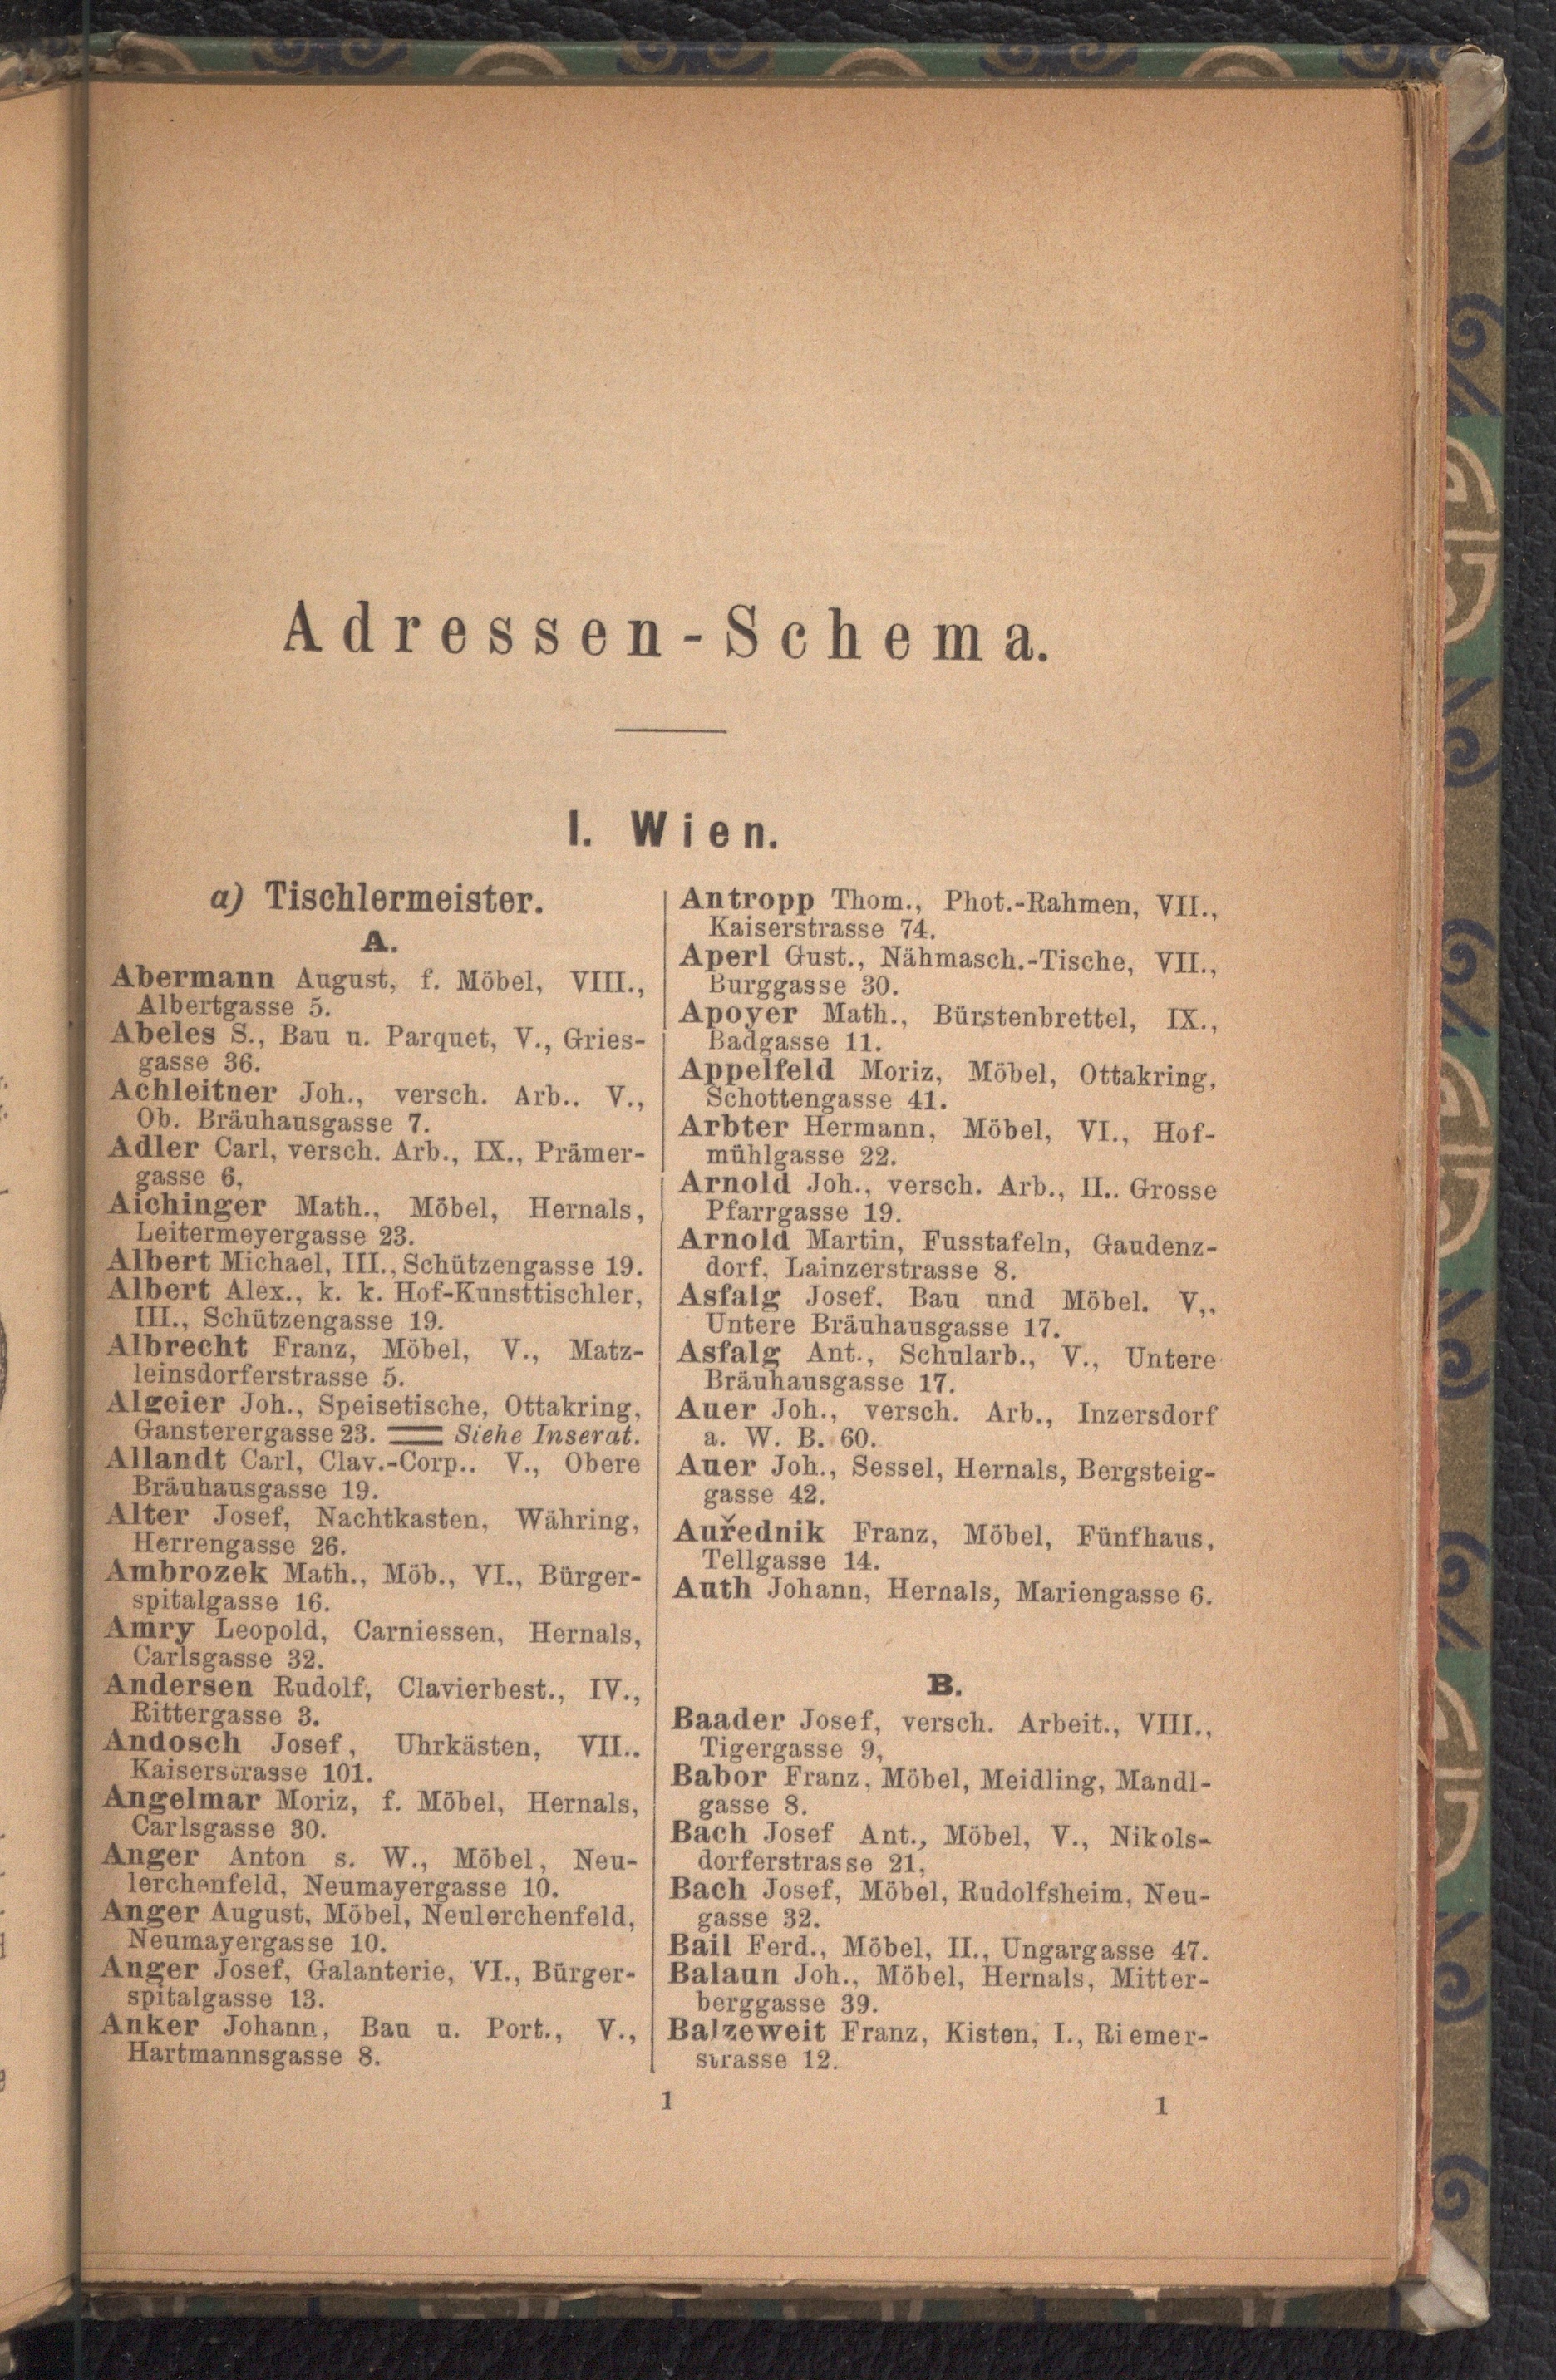 Adressen-Schema.
I. Wien.
a) Tischlermeister.
A.
Abermann August, f. Möbel, VIII.,
Albertgasse 5.
Abeles S., Bau u. Parquet, V., Gries-
gasse 36.
Achleitner Joh., versch. Arb.. V.,
Ob. Bräuhausgasse 7.
Adler Carl, versch. Arb., IX., Prämer-
gasse 6,
Aichinger Math., Möbel, Hernals,
Leitermeyergasse 23.
Albert Michael, III., Schützengasse 19.
Albert Alex., k. k. Hof-Kunsttischler,
III., Schützengasse 19.
Albrecht Franz, Möbel, V., Matz-
leinsdorferstrasse 5.
Algeier Joh., Speisetische, Ottakring,
Gansterergasse 23. Siehe Inserat.
Allandt Carl, Clav.-Corp.. V., Obere
Bräuhausgasse 19.
Alter Josef, Nachtkasten, Währing,
Herrengasse 26.
Ambrozek Math., Möb., VI., Bürger-
spitalgasse 16.
Amry Leopold, Carniessen, Hernals,
Carlsgasse 32.
Andersen Rudolf, Clavierbest., IV.,
Rittergasse 3.
Andosch Josef, Uhrkästen, VII..
Kaiserstrasse 101.
Angelmar Moriz, f. Möbel, Hernals,
Carlsgasse 30.
Anger Anton s. W., Möbel, Neu-
lerchenfeld, Neumayergasse 10.
Anger August, Möbel, Neulerchenfeld,
Neumayergasse 10.
Anger Josef, Galanterie, VI., Bürger-
spitalgasse 13.
Anker Johann, Bau u. Port., V.,
Hartmannsgasse 8.
Antropp Thom., Phot.-Rahmen, VII.,
Kaiserstrasse 74.
Aperl Gust., Nähmasch.-Tische, VII.,
Burggasse 30.
Apoyer Math., Bürstenbrettel, IX.,
Badgasse 11.
Appelfeld Moriz, Möbel, Ottakring,
Schottengasse 41.
Arbter Hermann, Möbel, VI., Hof-
mühlgasse 22.
Arnold Joh., versch. Arb., II.. Grosse
Pfarrgasse 19.
Arnold Martin, Fusstafeln, Gaudenz-
dorf, Lainzerstrasse 8.
Asfalg Josef, Bau und Möbel. V,.
Untere Bräuhausgasse 17.
Asfalg Ant., Schularb., V., Untere
Bräuhausgasse 17.
Auer Joh., versch. Arb., Inzersdorf
a. W. B. 60.
Auer Joh., Sessel, Hernals, Bergsteig-
gasse 42.
Auředník Franz, Möbel, Fünfhaus,
Tellgasse 14.
Auth Johann, Hernals, Mariengasse 6.
B.
Baader Josef, versch. Arbeit., VIII.,
Tigergasse 9,
Babor Franz, Möbel, Meidling, Mandl-
gasse 8.
Bach Josef Ant., Möbel, V., Nikols-
dorferstrasse 21,
Bach Josef, Möbel, Rudolfsheim, Neu-
gasse 32.
Bail Ferd., Möbel, II., Ungargasse 47.
Balaun Joh., Möbel, Hernals, Mitter-
berggasse 39.
Balzeweit Franz, Kisten, I., Riemer-
strasse 12.
1 1